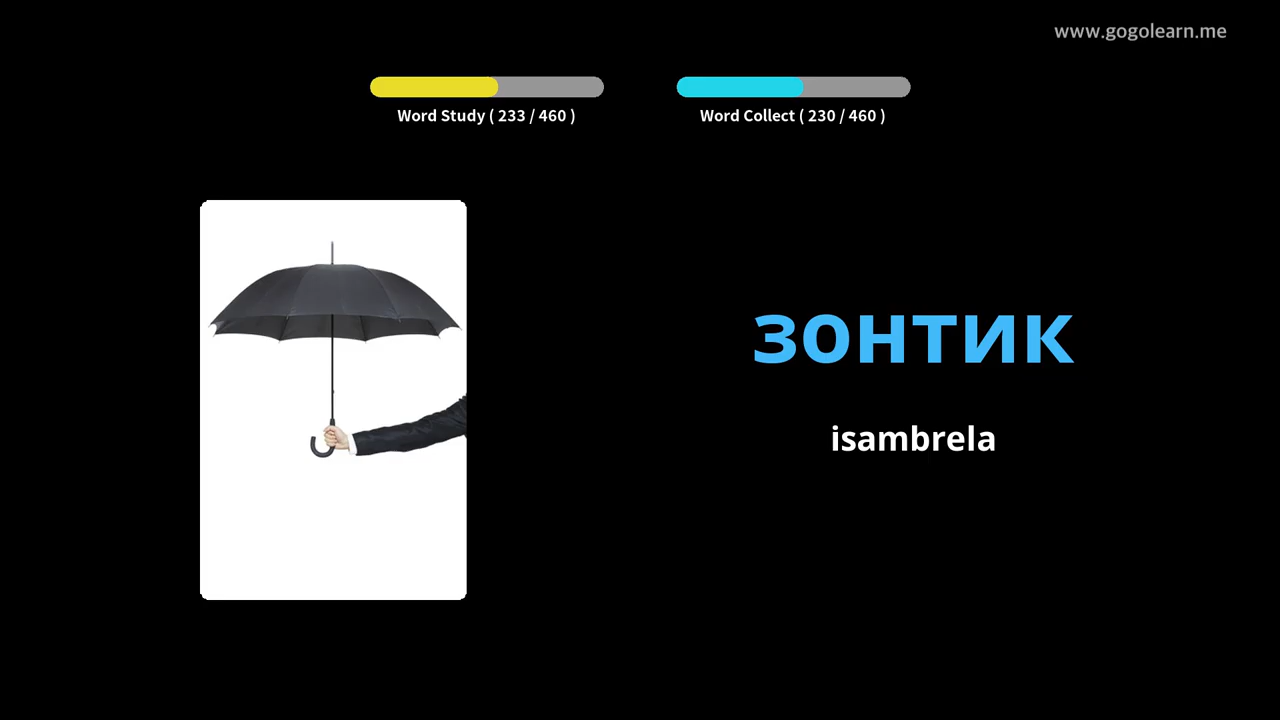 www.gogolearn.me
Word Study ( 233 / 460 )
Word Collect ( 230 / 460 )
зонтик
isambrela